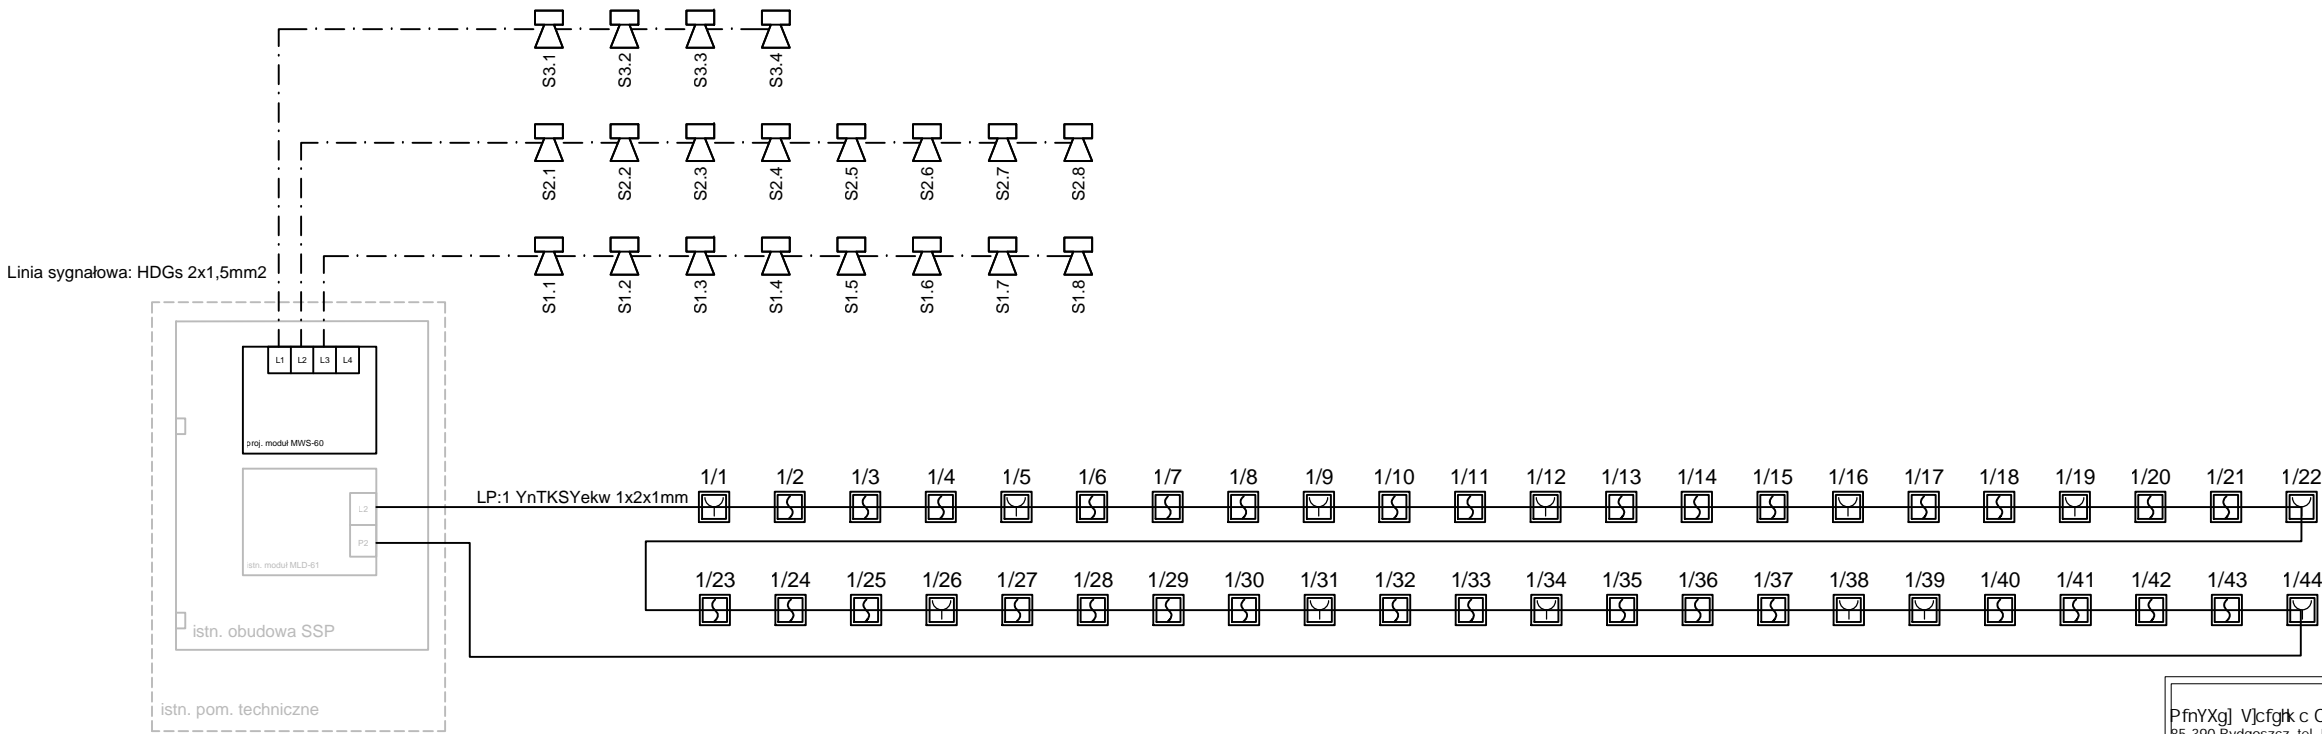 S3.1 S3.2 S3.3 S3.4
S2.1 S2.2 S2.3 S2.4 S2.5 S2.6 S2.7 S2.8
Linia sygnałowa: HDGs 2x1,5mm2
S1.1 S1.2 S1.3 S1.4 S1.5 S1.6 S1.7 S1.8
L1 L2 L3 L4
proj. moduł MWS-60
1/1 1/2 1/3 1/4 1/5 1/6 1/7 1/8 1/9 1/10 1/11 1/12 1/13 1/14 1/15 1/16 1/17 1/18 1/19 1/20 1/21 1/22
LP:1 YnTKSYekw 1x2x1mm
L2
P2
istn. moduł MLD-61
1/23 1/24 1/25 1/26 1/27 1/28 1/29 1/30 1/31 1/32 1/33 1/34 1/35 1/36 1/37 1/38 1/39 1/40 1/41 1/42 1/43 1/44
istn. obudowa SSP
istn. pom. techniczne
PfnYXg] V]cfghk c C
85-390 Bydgoszcz, tel.